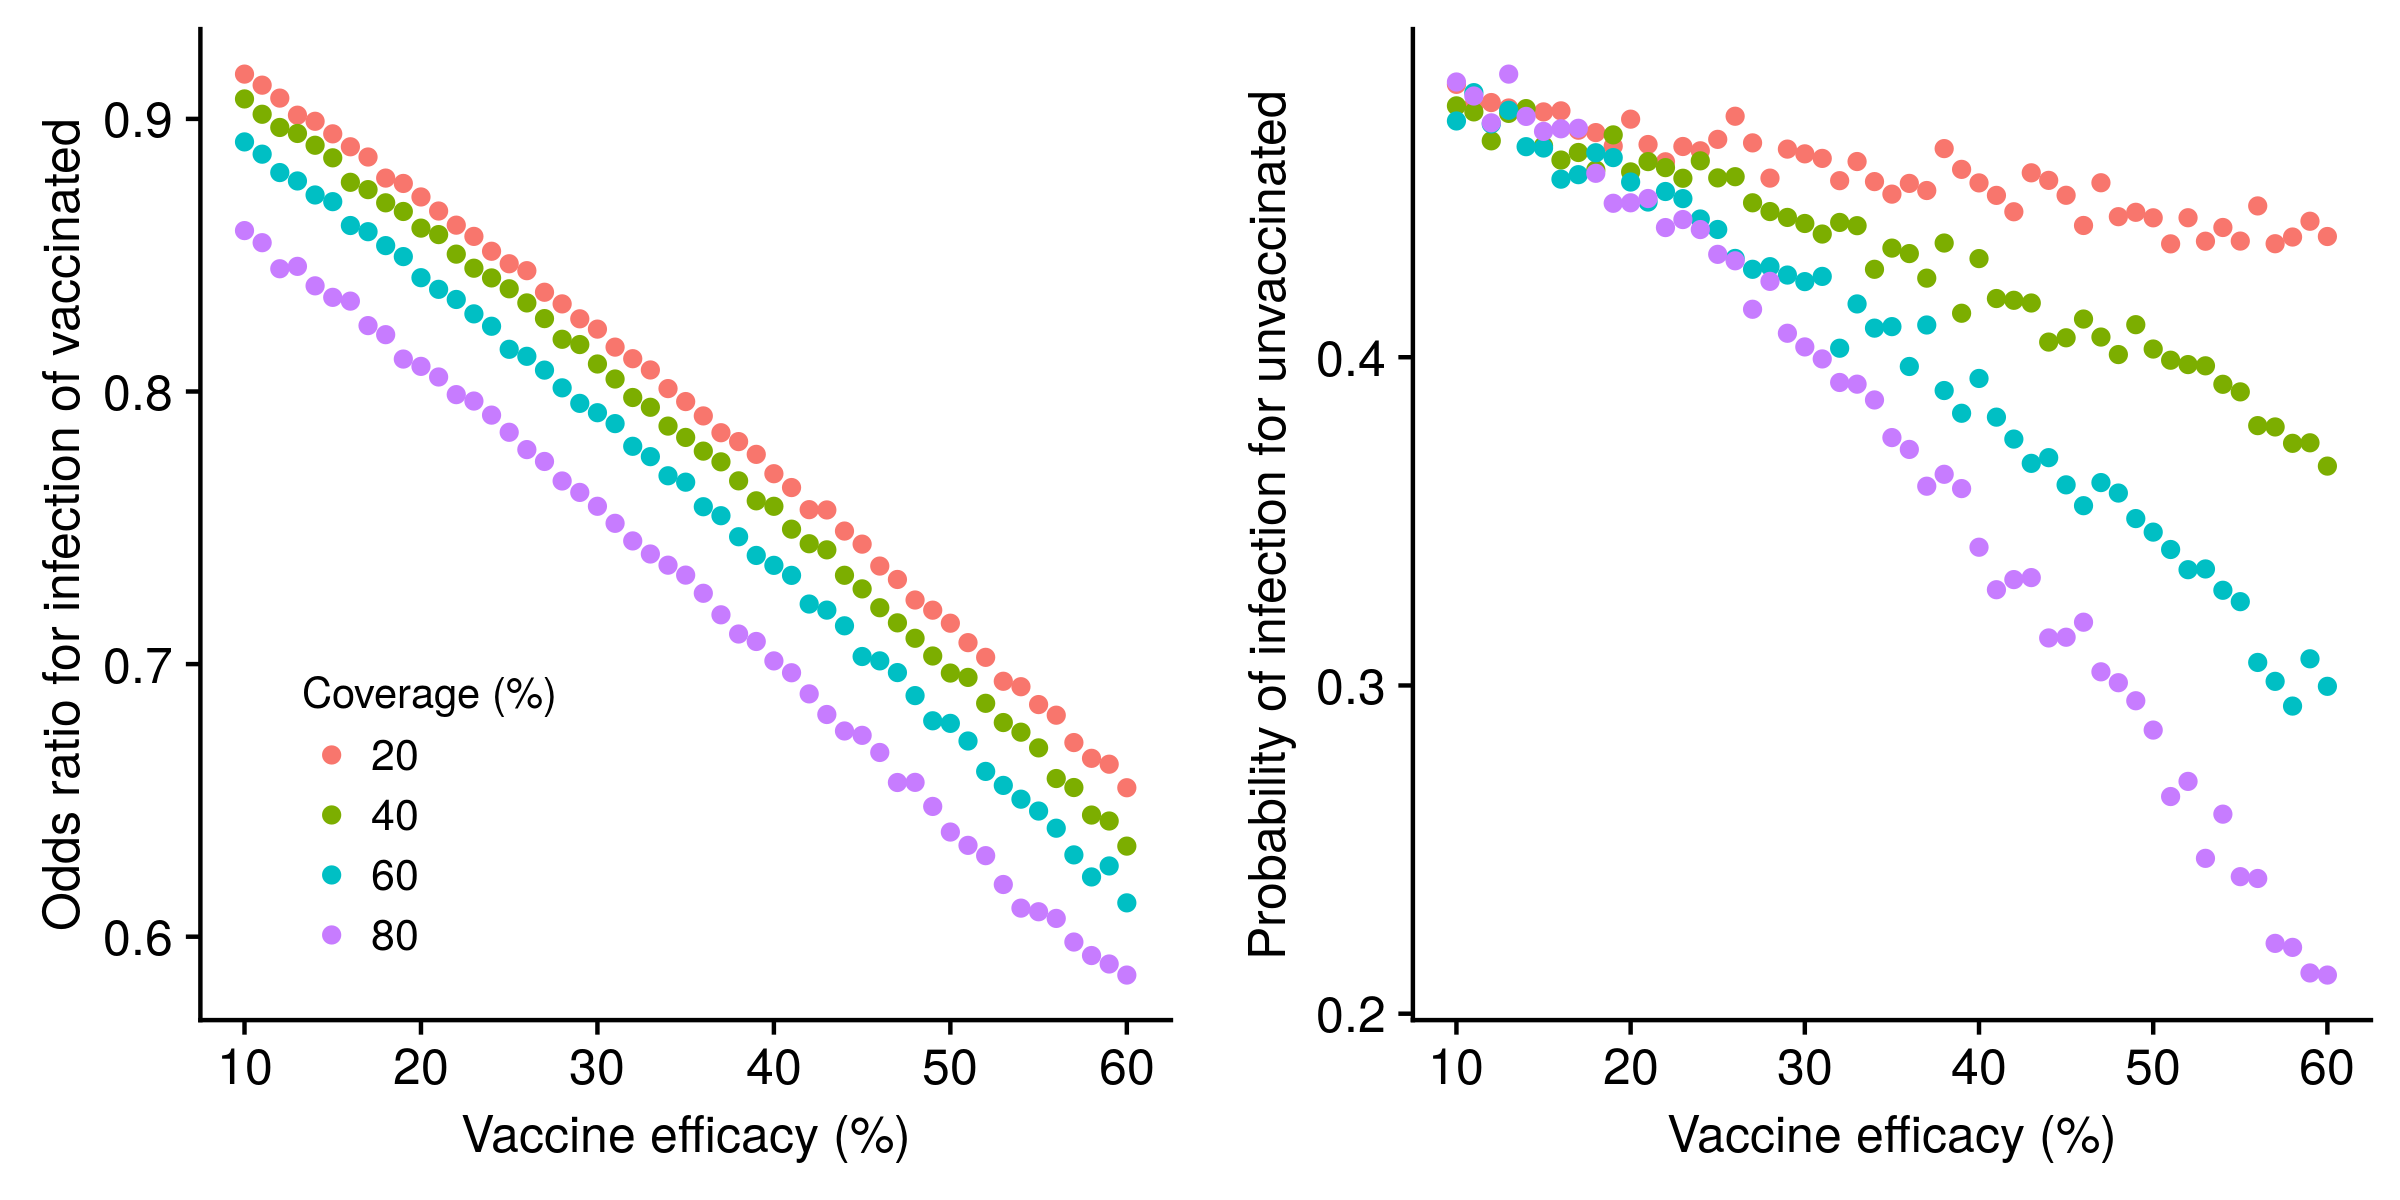 Odds ratio for infection of vaccinated
0.9
0.8
0.7
0.6
Coverage (%)
20
40
60
80
10 20 30 40 50 60
Vaccine efficacy (%)
Probability of infection for unvaccinated
0.4
0.3
0.2
10 20 30 40 50 60
Vaccine efficacy (%)